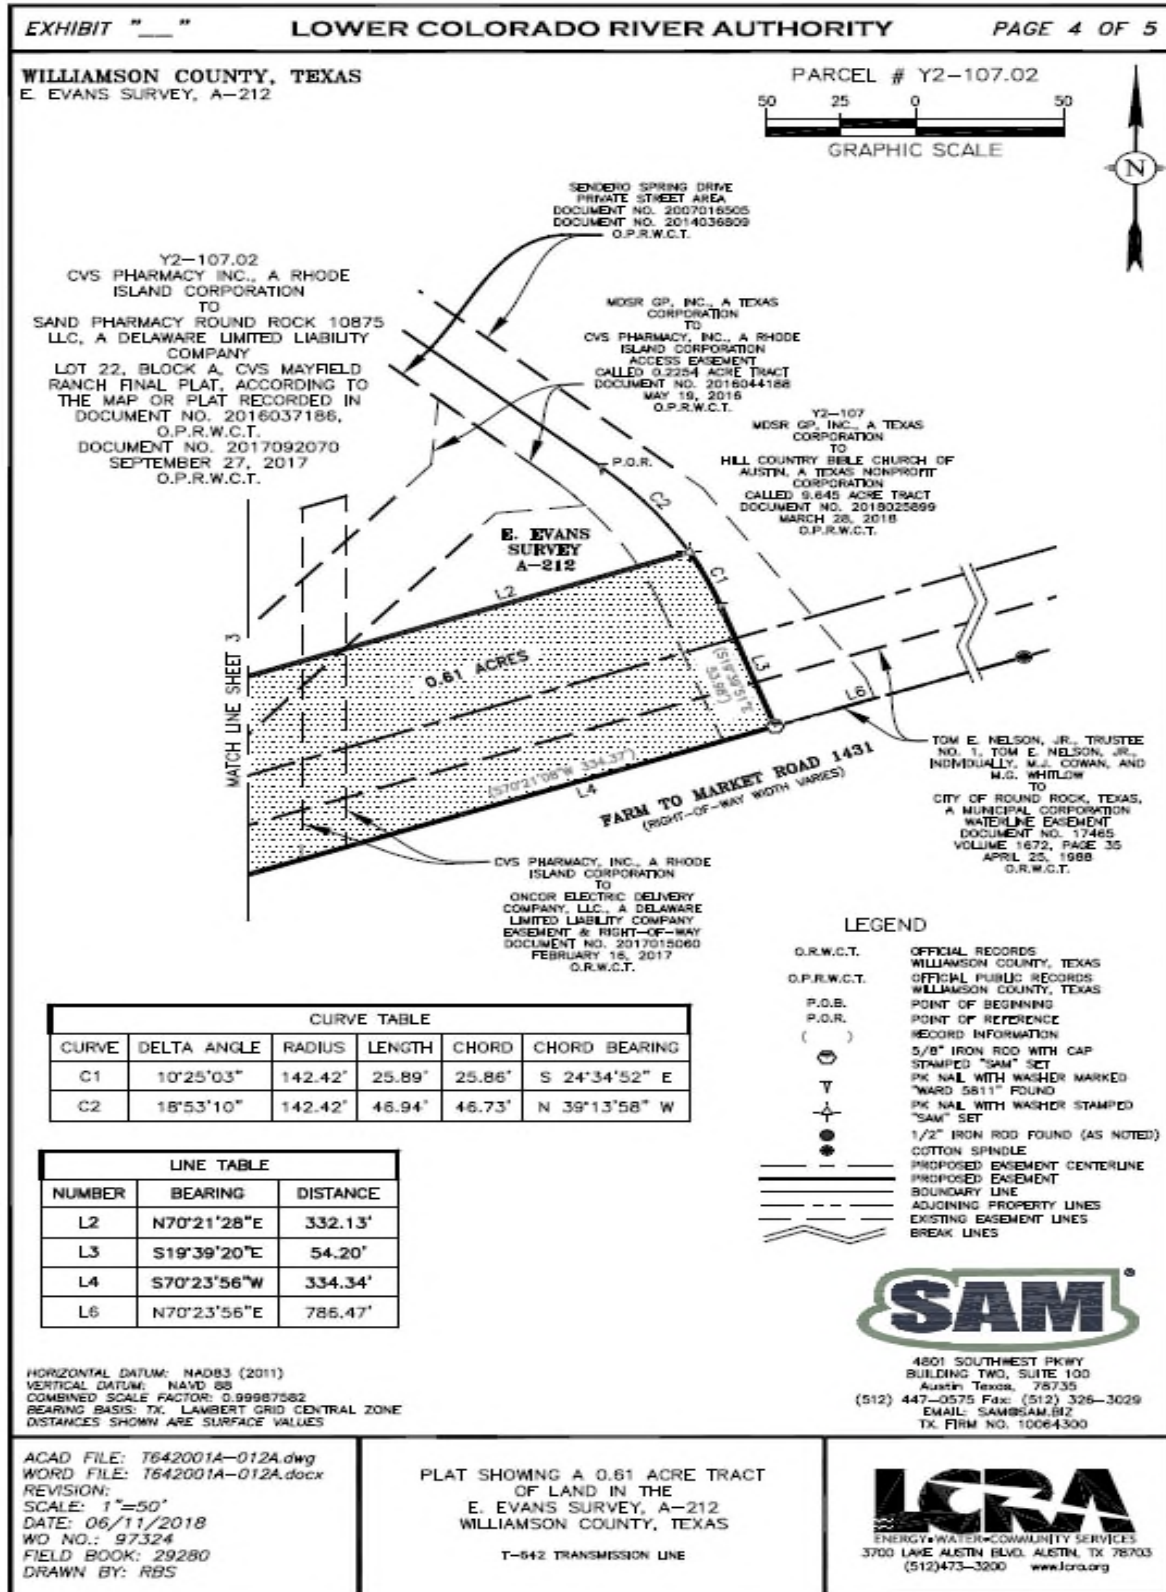 EXHIBIT "__"
LOWER COLORADO RIVER AUTHORITY
PAGE 4 OF 5
WILLIAMSON COUNTY, TEXAS
E. EVANS SURVEY, A-212
PARCEL # Y2-107.02
50 25 0 50
GRAPHIC SCALE
N
SENDERO SPRING DRIVE
PRIVATE STREET AREA
DOCUMENT NO. 2007016505
DOCUMENT NO. 2014036809
O.P.R.W.C.T.
Y2-107.02
CVS PHARMACY INC., A RHODE
ISLAND CORPORATION
TO
SAND PHARMACY ROUND ROCK 10875
LLC, A DELAWARE LIMITED LIABILITY
COMPANY
LOT 22, BLOCK A, CVS MAYFIELD
RANCH FINAL PLAT, ACCORDING TO
THE MAP OR PLAT RECORDED IN
DOCUMENT NO. 2016037186,
O.P.R.W.C.T.
DOCUMENT NO. 2017092070
SEPTEMBER 27, 2017
O.P.R.W.C.T.
MDSR GP, INC., A TEXAS
CORPORATION
TO
CVS PHARMACY, INC., A RHODE
ISLAND CORPORATION
ACCESS EASEMENT
CALLED 0.2254 ACRE TRACT
DOCUMENT NO. 2016044188
MAY 19, 2016
O.P.R.W.C.T.
Y2-107
MDSR GP, INC., A TEXAS
CORPORATION
TO
HILL COUNTRY BIBLE CHURCH OF
AUSTIN, A TEXAS NONPROFIT
CORPORATION
CALLED 9.645 ACRE TRACT
DOCUMENT NO. 2018025899
MARCH 28, 2018
O.P.R.W.C.T.
P.O.R.
C2
E. EVANS
SURVEY
A-212
C1
L2
L3
(S19°39'51"E
53.98')
0.61 ACRES
MATCH LINE SHEET 3
L6
(S70°21'08"W 334.37')
L4
FARM TO MARKET ROAD 1431
(RIGHT-OF-WAY WIDTH VARIES)
TOM E. NELSON, JR., TRUSTEE
NO. 1, TOM E. NELSON, JR.,
INDIVIDUALLY, M.J. COWAN, AND
M.G. WHITLOW
TO
CITY OF ROUND ROCK, TEXAS,
A MUNICIPAL CORPORATION
WATERLINE EASEMENT
DOCUMENT NO. 17465
VOLUME 1672, PAGE 35
APRIL 25, 1988
O.R.W.C.T.
CVS PHARMACY, INC., A RHODE
ISLAND CORPORATION
TO
ONCOR ELECTRIC DELIVERY
COMPANY, LLC., A DELAWARE
LIMITED LIABILITY COMPANY
EASEMENT & RIGHT-OF-WAY
DOCUMENT NO. 2017015060
FEBRUARY 16, 2017
O.R.W.C.T.
LEGEND
O.R.W.C.T. OFFICIAL RECORDS
WILLIAMSON COUNTY, TEXAS
O.P.R.W.C.T. OFFICIAL PUBLIC RECORDS
WILLIAMSON COUNTY, TEXAS
P.O.B. POINT OF BEGINNING
P.O.R. POINT OF REFERENCE
( ) RECORD INFORMATION
5/8" IRON ROD WITH CAP
STAMPED "SAM" SET
PK NAIL WITH WASHER MARKED
"WARD 5811" FOUND
PK NAIL WITH WASHER STAMPED
"SAM" SET
1/2" IRON ROD FOUND (AS NOTED)
COTTON SPINDLE
PROPOSED EASEMENT CENTERLINE
PROPOSED EASEMENT
BOUNDARY LINE
ADJOINING PROPERTY LINES
EXISTING EASEMENT LINES
BREAK LINES
CURVE TABLE
CURVE DELTA ANGLE RADIUS LENGTH CHORD CHORD BEARING
C1 10°25'03" 142.42' 25.89' 25.86' S 24°34'52" E
C2 18°53'10" 142.42' 46.94' 46.73' N 39°13'58" W
LINE TABLE
NUMBER BEARING DISTANCE
L2 N70°21'28"E 332.13'
L3 S19°39'20"E 54.20'
L4 S70°23'56"W 334.34'
L6 N70°23'56"E 786.47'
SAM®
4801 SOUTHWEST PKWY
BUILDING TWO, SUITE 100
Austin Texas, 78735
(512) 447-0575 Fax: (512) 326-3029
EMAIL: SAM@SAM.BIZ
TX. FIRM NO. 10064300
HORIZONTAL DATUM: NAD83 (2011)
VERTICAL DATUM: NAVD 88
COMBINED SCALE FACTOR: 0.99987582
BEARING BASIS: TX. LAMBERT GRID CENTRAL ZONE
DISTANCES SHOWN ARE SURFACE VALUES
ACAD FILE: T642001A-012A.dwg
WORD FILE: T642001A-012A.docx
REVISION:
SCALE: 1"=50'
DATE: 06/11/2018
WO NO.: 97324
FIELD BOOK: 29280
DRAWN BY: RBS
PLAT SHOWING A 0.61 ACRE TRACT
OF LAND IN THE
E. EVANS SURVEY, A-212
WILLIAMSON COUNTY, TEXAS
T-642 TRANSMISSION LINE
LCRA
ENERGY•WATER•COMMUNITY SERVICES
3700 LAKE AUSTIN BLVD. AUSTIN, TX 78703
(512)473-3200 www.lcra.org